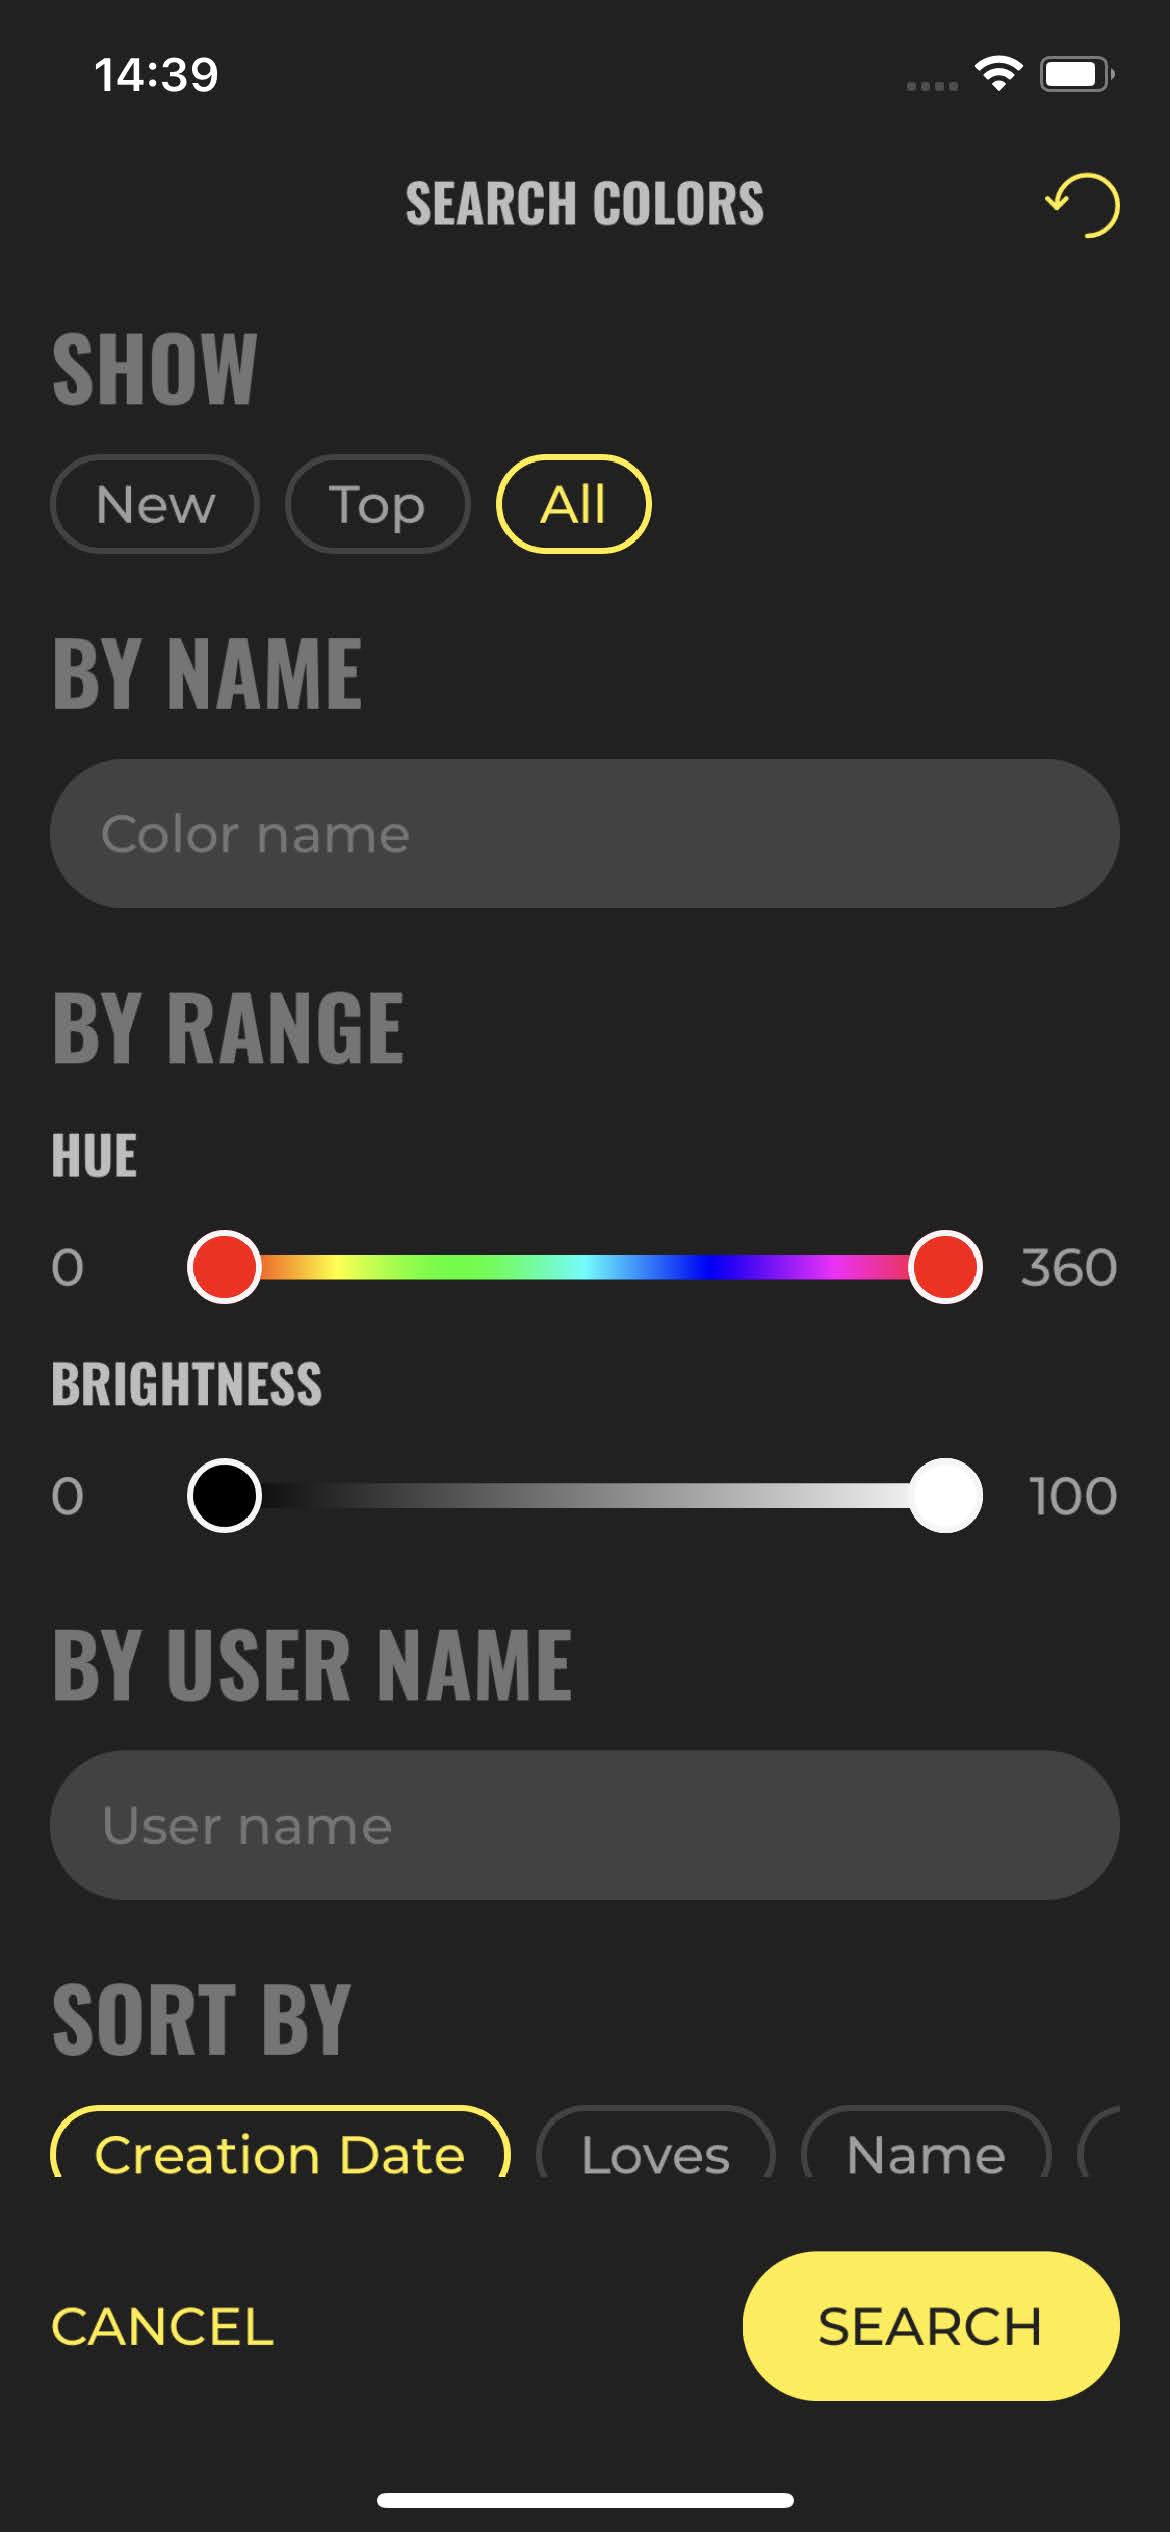 14:39
SEARCH COLORS
SHOW
New Top All
BY NAME
Color name
BY RANGE
HUE
0 360
BRIGHTNESS
0 100
BY USER NAME
User name
SORT BY
Creation Date Loves Name
CANCEL SEARCH